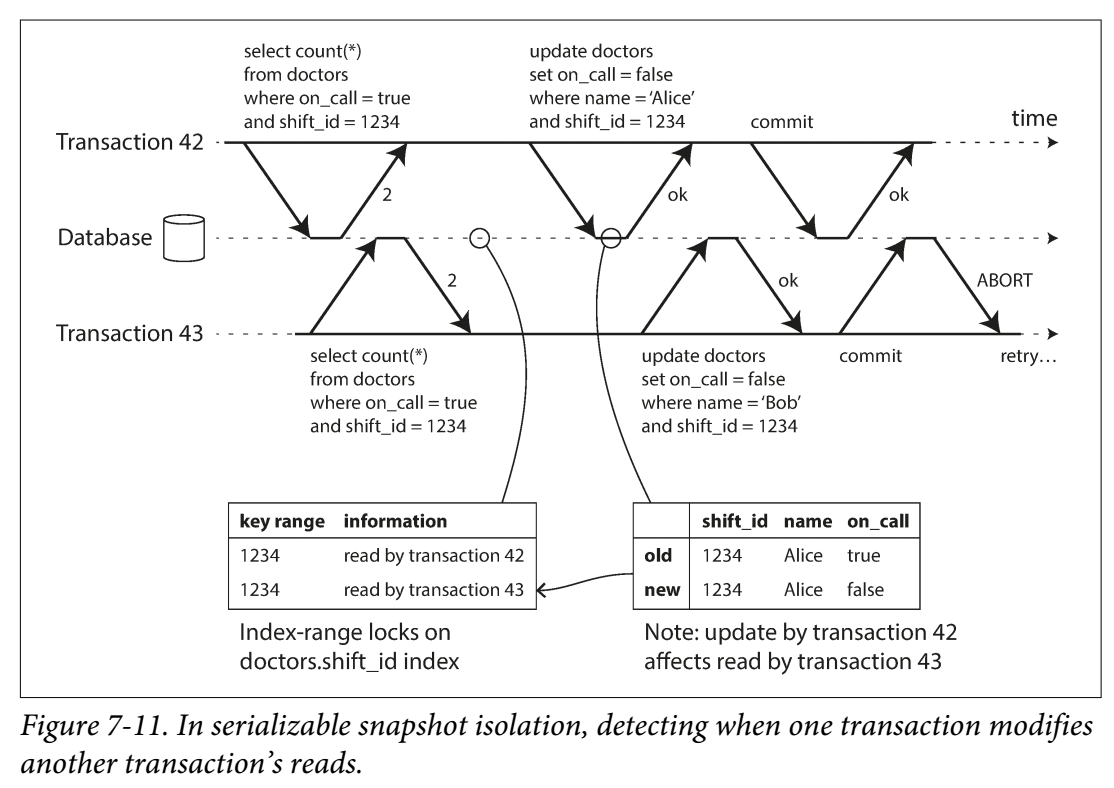 select count(*)
from doctors
where on_call = true
and shift_id = 1234
update doctors
set on_call = false
where name = ‘Alice’
and shift_id = 1234
commit
time
Transaction 42
2
ok
ok
Database
2
ok
ABORT
Transaction 43
select count(*)
from doctors
where on_call = true
and shift_id = 1234
update doctors
set on_call = false
where name = ‘Bob’
and shift_id = 1234
commit
retry…
key range information
1234 read by transaction 42
1234 read by transaction 43
Index-range locks on
doctors.shift_id index
shift_id name on_call
old 1234 Alice true
new 1234 Alice false
Note: update by transaction 42
affects read by transaction 43
Figure 7-11. In serializable snapshot isolation, detecting when one transaction modifies
another transaction’s reads.